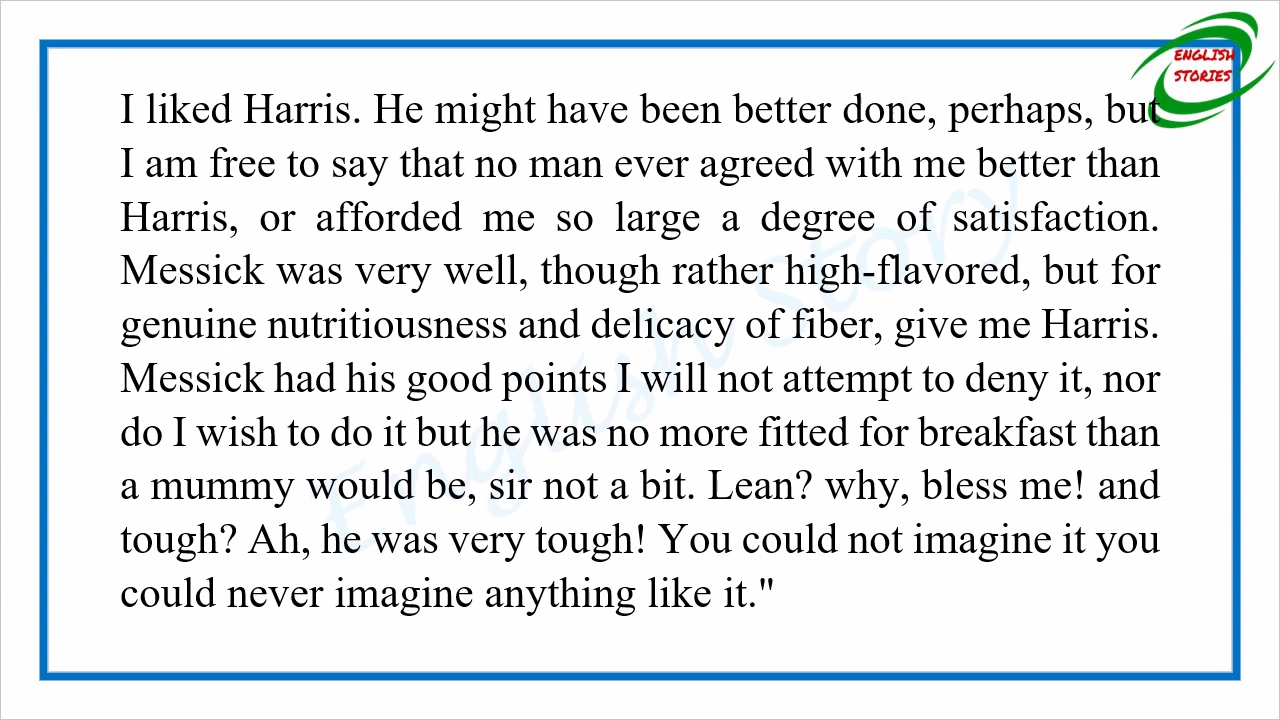 ENGLISH
STORIES
I liked Harris. He might have been better done, perhaps, but
I am free to say that no man ever agreed with me better than
Harris, or afforded me so large a degree of satisfaction.
Messick was very well, though rather high-flavored, but for
genuine nutritiousness and delicacy of fiber, give me Harris.
Messick had his good points I will not attempt to deny it, nor
do I wish to do it but he was no more fitted for breakfast than
a mummy would be, sir not a bit. Lean? why, bless me! and
tough? Ah, he was very tough! You could not imagine it you
could never imagine anything like it."
English Story